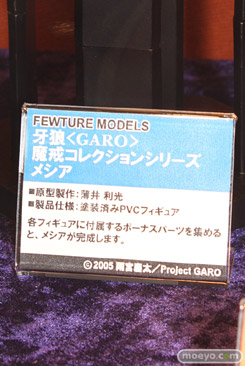 FEWTURE MODELS
牙狼<GARO>
魔戒コレクションシリーズ
メシア
■原型製作:薄井 利光
■製品仕様:塗装済みPVCフィギュア
各フィギュアに付属するボーナスパーツを集める
と、メシアが完成します。
©2005 雨宮慶太/Project GARO
moeyo.com